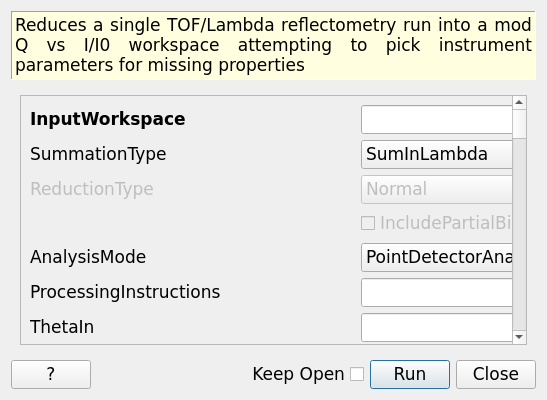 Reduces a single TOF/Lambda reflectometry run into a mod
Q vs I/I0 workspace attempting to pick instrument
parameters for missing properties
InputWorkspace
SummationType SumInLambda
ReductionType Normal
IncludePartialBi
AnalysisMode PointDetectorAna
ProcessingInstructions
ThetaIn
? Keep Open Run Close